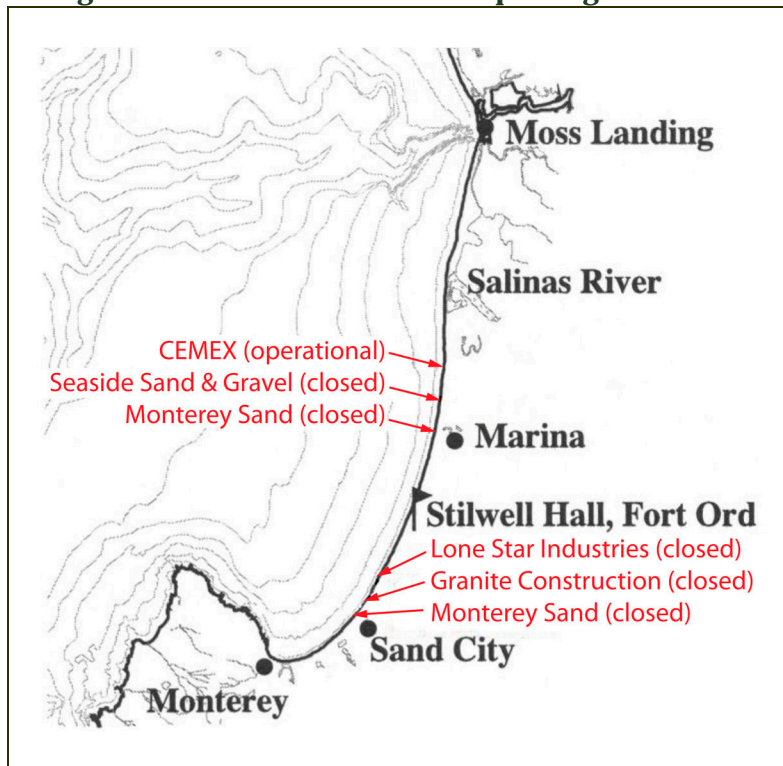 Moss Landing
Salinas River
CEMEX (operational)
Seaside Sand & Gravel (closed)
Monterey Sand (closed)
Marina
Stilwell Hall, Fort Ord
Lone Star Industries (closed)
Granite Construction (closed)
Monterey Sand (closed)
Sand City
Monterey